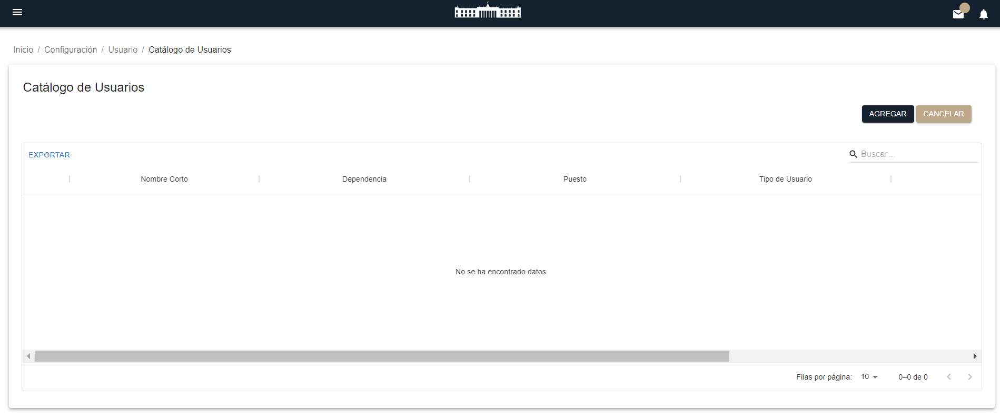 Inicio / Configuración / Usuario / Catálogo de Usuarios
Catálogo de Usuarios
AGREGAR CANCELAR
EXPORTAR Buscar...
Nombre Corto Dependencia Puesto Tipo de Usuario
No se ha encontrado datos.
Filas por página: 10 0–0 de 0